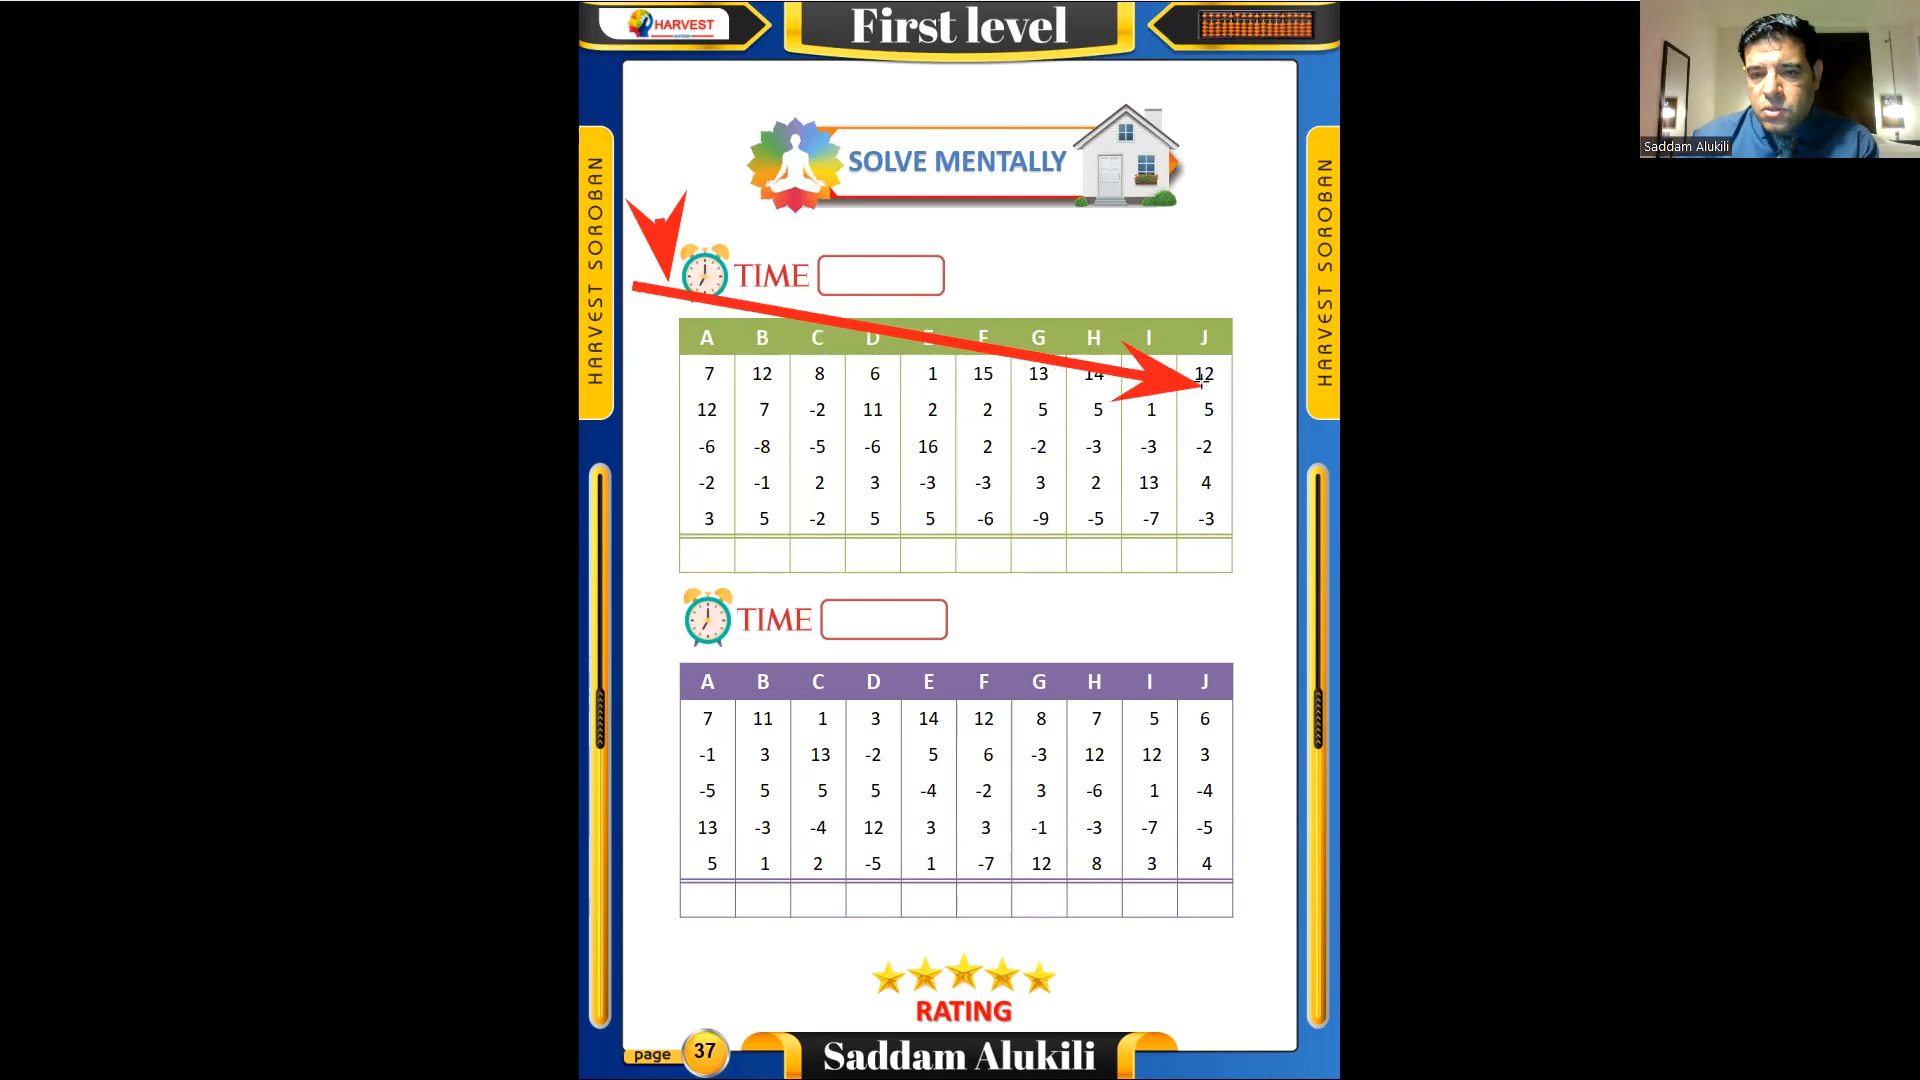 HARVEST
First level
Saddam Alukili
SOLVE MENTALLY
HARVEST SOROBAN
HARVEST SOROBAN
TIME
A B C D E F G H I J
7 12 8 6 1 15 13 14 12
12 7 -2 11 2 2 5 5 1 5
-6 -8 -5 -6 16 2 -2 -3 -3 -2
-2 -1 2 3 -3 -3 3 2 13 4
3 5 -2 5 5 -6 -9 -5 -7 -3
TIME
A B C D E F G H I J
7 11 1 3 14 12 8 7 5 6
-1 3 13 -2 5 6 -3 12 12 3
-5 5 5 5 -4 -2 3 -6 1 -4
13 -3 -4 12 3 3 -1 -3 -7 -5
5 1 2 -5 1 -7 12 8 3 4
RATING
page 37
Saddam Alukili